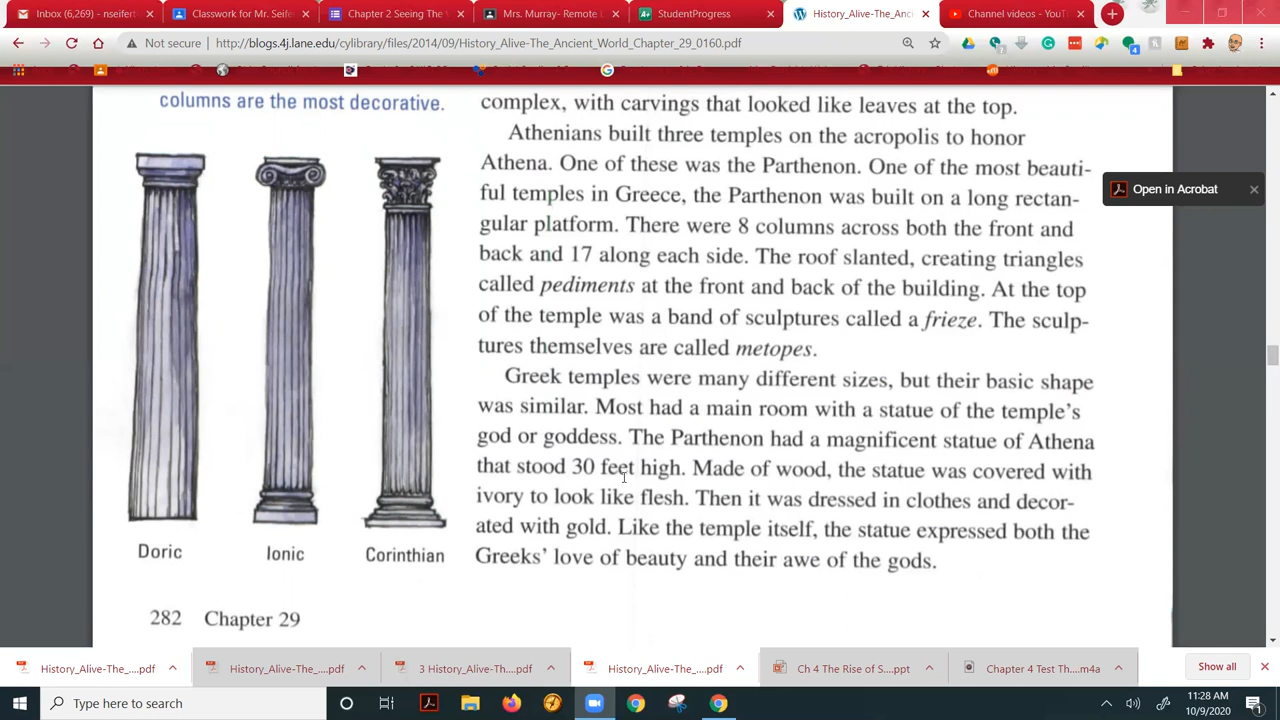 Inbox (6,269) - nseifert
Classwork for Mr. Seife
Chapter 2 Seeing The
Mrs. Murray- Remote L
StudentProgress
History_Alive-The_Anci
Channel videos - YouT
Not secure | http://blogs.4j.lane.edu/cylibrary/files/2014/09/History_Alive-The_Ancient_World_Chapter_29_0160.pdf
Open in Acrobat
columns are the most decorative.
Doric
Ionic
Corinthian
complex, with carvings that looked like leaves at the top.
Athenians built three temples on the acropolis to honor
Athena. One of these was the Parthenon. One of the most beauti-
ful temples in Greece, the Parthenon was built on a long rectan-
gular platform. There were 8 columns across both the front and
back and 17 along each side. The roof slanted, creating triangles
called pediments at the front and back of the building. At the top
of the temple was a band of sculptures called a frieze. The sculp-
tures themselves are called metopes.
Greek temples were many different sizes, but their basic shape
was similar. Most had a main room with a statue of the temple's
god or goddess. The Parthenon had a magnificent statue of Athena
that stood 30 feet high. Made of wood, the statue was covered with
ivory to look like flesh. Then it was dressed in clothes and decor-
ated with gold. Like the temple itself, the statue expressed both the
Greeks' love of beauty and their awe of the gods.
282 Chapter 29
History_Alive-The_....pdf
History_Alive-The_....pdf
3 History_Alive-Th....pdf
History_Alive-The_....pdf
Ch 4 The Rise of S....ppt
Chapter 4 Test Th....m4a
Show all
Type here to search
11:28 AM
10/9/2020